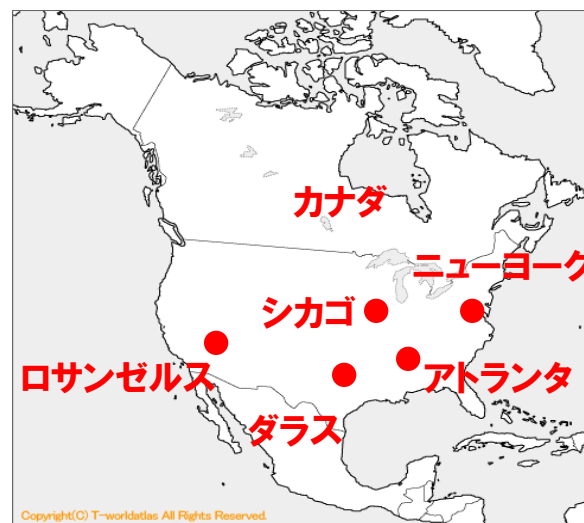 カナダ
ニューヨーク
シカゴ
ロサンゼルス
アトランタ
ダラス
Copyright(C) T-worldatlas All Rights Reserved.